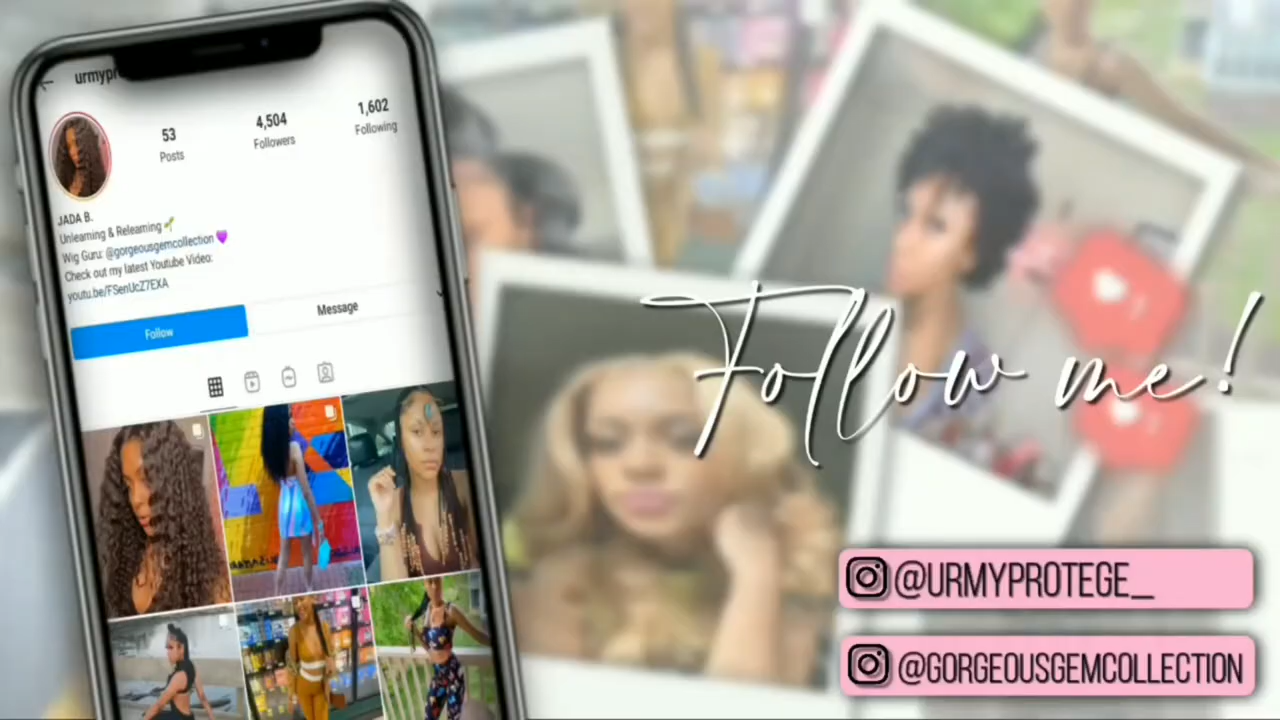 urmypr
53
Posts
4,504
Followers
1,602
Following
JADA B.
Unlearning & Relearning
Wig Guru: @gorgeousgemcollection
Check out my latest Youtube Video:
youtu.be/FSenUcZ7EXA
Follow
Message
Follow me!
@URMYPROTEGE_
@GORGEOUSGEMCOLLECTION